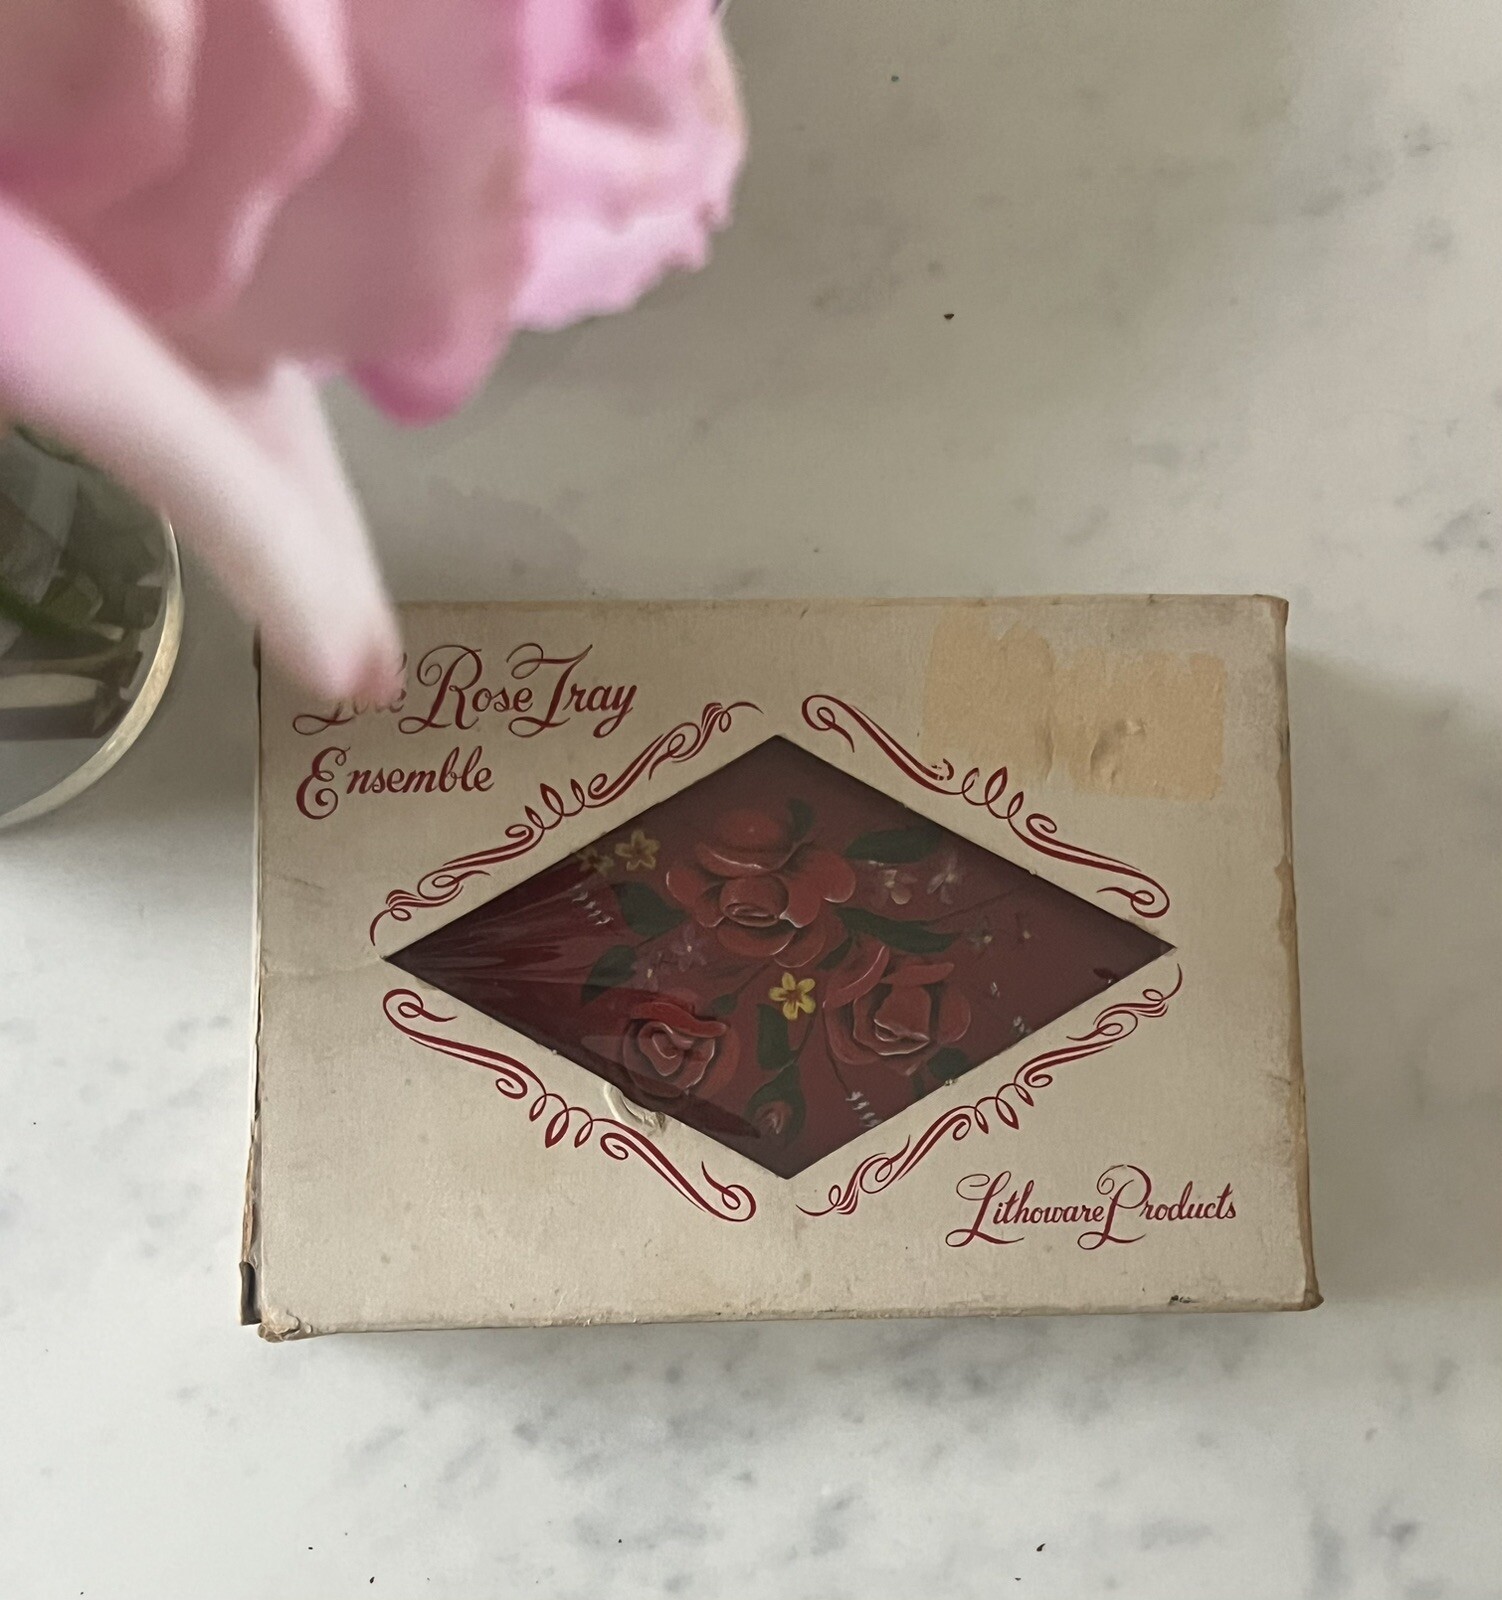 Rose Tray
Ensemble
Lithoware Products